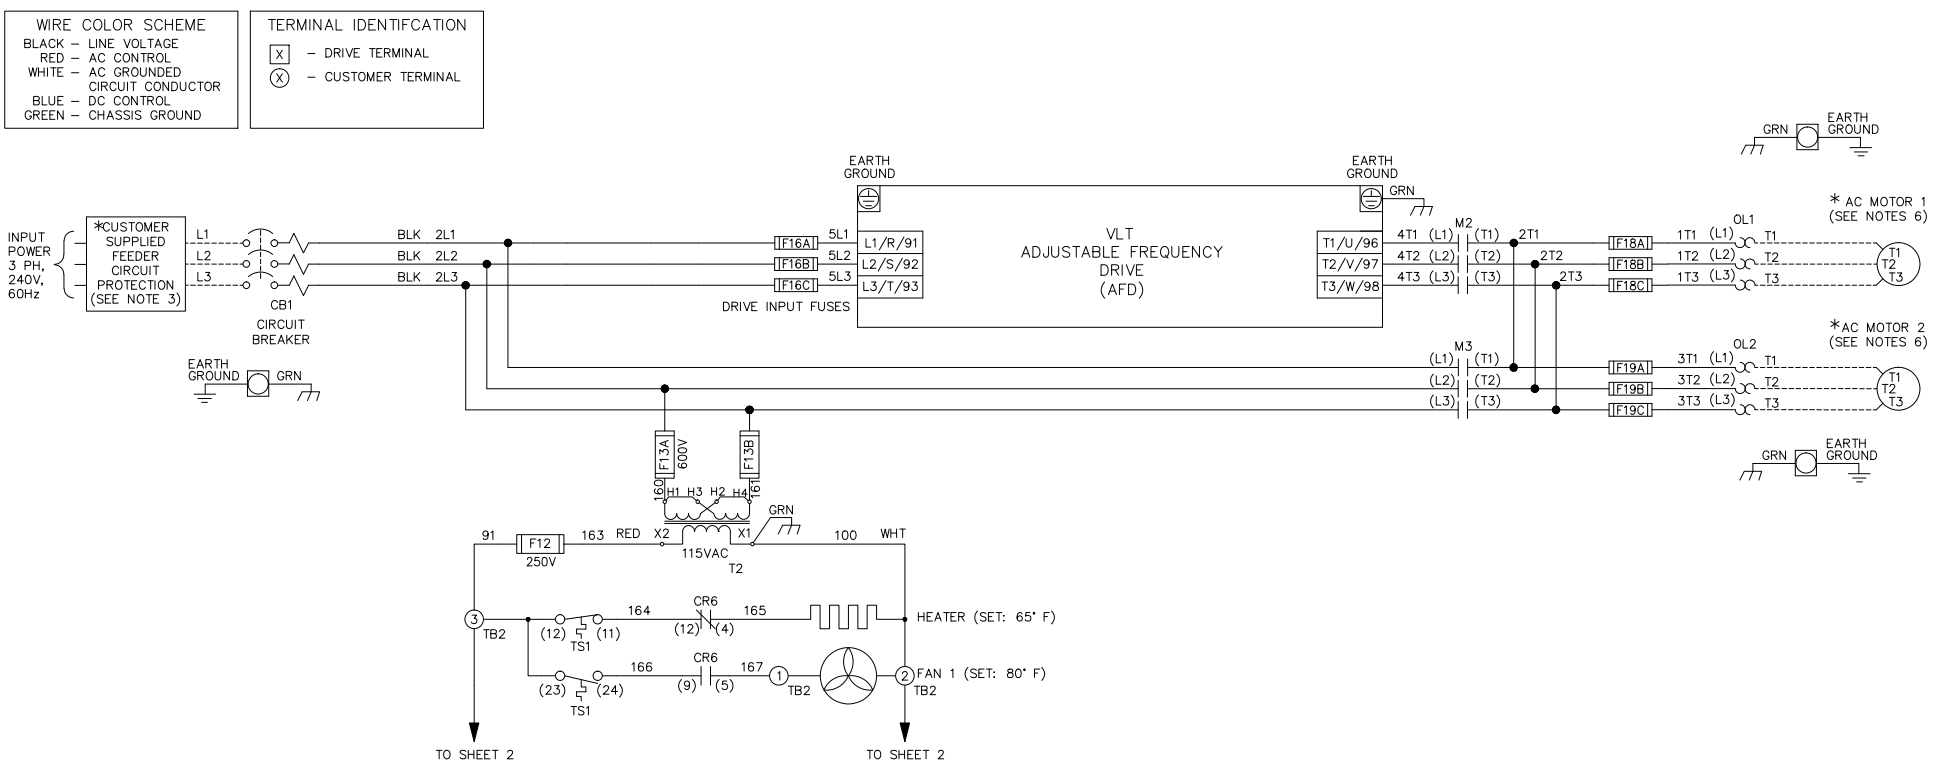 WIRE COLOR SCHEME
BLACK – LINE VOLTAGE
RED – AC CONTROL
WHITE – AC GROUNDED
CIRCUIT CONDUCTOR
BLUE – DC CONTROL
GREEN – CHASSIS GROUND
TERMINAL IDENTIFCATION
X – DRIVE TERMINAL
X – CUSTOMER TERMINAL
GRN
EARTH
GROUND
EARTH
GROUND
EARTH
GROUND
GRN
INPUT
POWER
3 PH,
240V,
60Hz
*CUSTOMER
SUPPLIED
FEEDER
CIRCUIT
PROTECTION
(SEE NOTE 3)
L1
L2
L3
CB1
CIRCUIT
BREAKER
BLK 2L1
BLK 2L2
BLK 2L3
F16A 5L1
F16B 5L2
F16C 5L3
DRIVE INPUT FUSES
L1/R/91
L2/S/92
L3/T/93
VLT
ADJUSTABLE FREQUENCY
DRIVE
(AFD)
T1/U/96
T2/V/97
T3/W/98
M2
4T1 (L1) (T1) 2T1
4T2 (L2) (T2) 2T2
4T3 (L3) (T3) 2T3
F18A 1T1 (L1) T1
F18B 1T2 (L2) T2
F18C 1T3 (L3) T3
OL1
* AC MOTOR 1
(SEE NOTES 6)
T1
T2
T3
EARTH
GROUND
GRN
M3
(L1) (T1)
(L2) (T2)
(L3) (T3)
F19A 3T1 (L1) T1
F19B 3T2 (L2) T2
F19C 3T3 (L3) T3
OL2
*AC MOTOR 2
(SEE NOTES 6)
T1
T2
T3
GRN
EARTH
GROUND
F13A
600V
F13B
160
H1 H3 H2 H4
161
GRN
91
F12
250V
163 RED X2
X1
115VAC
T2
100 WHT
3
TB2
(12) (11)
TS1
164
CR6
(12) (4)
165
HEATER (SET: 65° F)
(23) (24)
TS1
166
CR6
(9) (5)
167
1
TB2
2
TB2
FAN 1 (SET: 80° F)
TO SHEET 2
TO SHEET 2